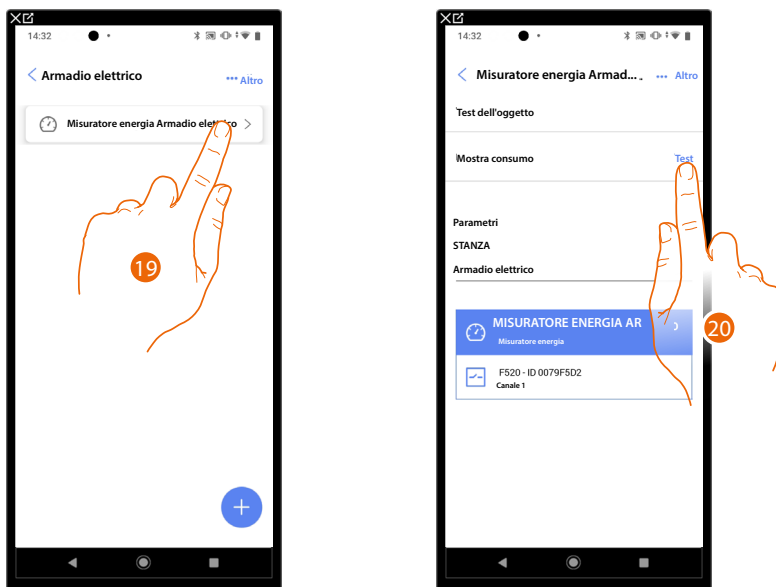 14:32
Armadio elettrico
Altro
Misuratore energia Armadio elettrico
19
14:32
Misuratore energia Armad...
Altro
Test dell'oggetto
Mostra consumo
Test
Parametri
STANZA
Armadio elettrico
MISURATORE ENERGIA AR
Misuratore energia
20
F520 - ID 0079F5D2
Canale 1